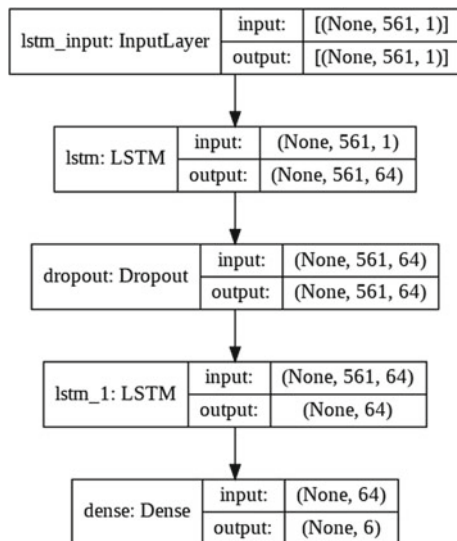 lstm_input: InputLayer
input: [(None, 561, 1)]
output: [(None, 561, 1)]
lstm: LSTM
input: (None, 561, 1)
output: (None, 561, 64)
dropout: Dropout
input: (None, 561, 64)
output: (None, 561, 64)
lstm_1: LSTM
input: (None, 561, 64)
output: (None, 64)
dense: Dense
input: (None, 64)
output: (None, 6)